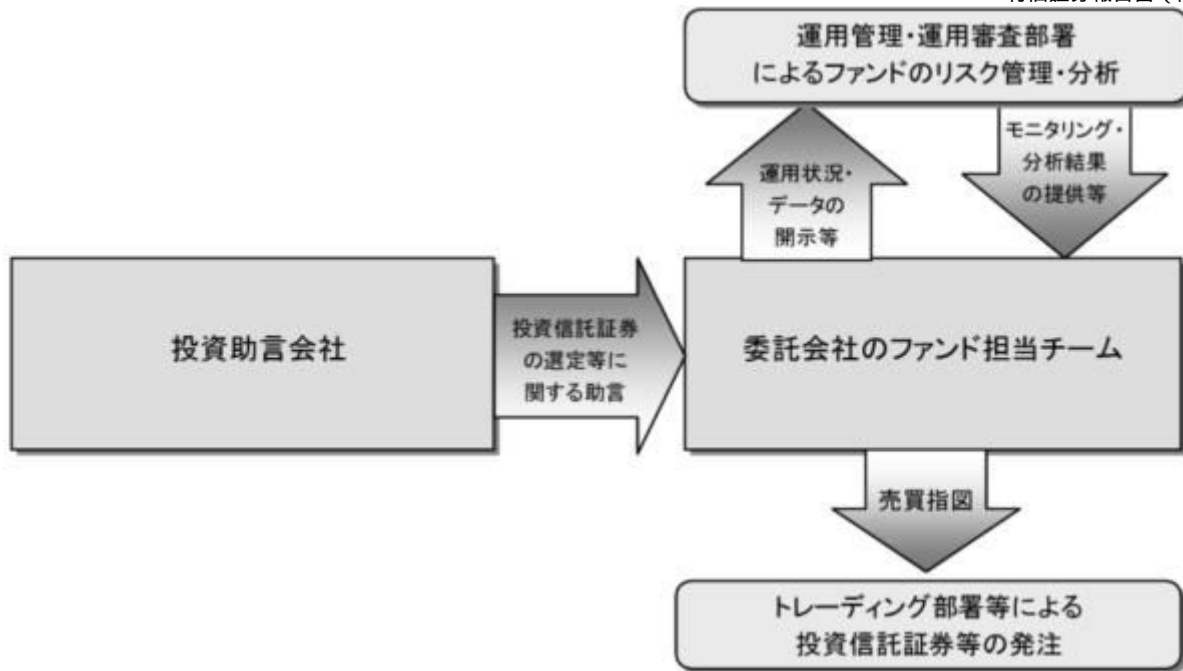 運用管理・運用審査部署
によるファンドのリスク管理・分析
運用状況・
データの
開示等
モニタリング・
分析結果
の提供等
投資助言会社
投資信託証券
の選定等に
関する助言
委託会社のファンド担当チーム
売買指図
トレーディング部署等による
投資信託証券等の発注